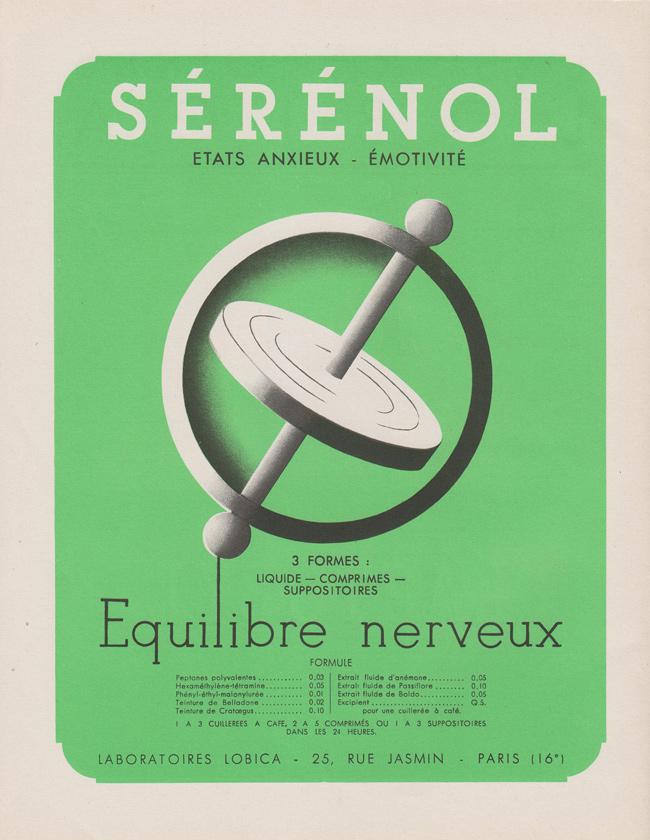 SÉRÉNOL
ETATS ANXIEUX - ÉMOTIVITÉ
3 FORMES :
LIQUIDE — COMPRIMES —
SUPPOSITOIRES
Equilibre nerveux
FORMULE
Peptones polyvalentes ........... 0,03
Hexaméthylène-tétramine ......... 0,05
Phényl-éthyl-malonylurée ........ 0,01
Teinture de Belladone ........... 0,02
Teinture de Cratœgus ............ 0,10
Extrait fluide d'anémone ......... 0,05
Extrait fluide de Passiflore ..... 0,10
Extrait fluide de Boldo .......... 0,05
Excipient ........................ Q.S.
pour une cuillerée à café.
1 A 3 CUILLEREES A CAFE, 2 A 5 COMPRIMÉS OU 1 A 3 SUPPOSITOIRES
DANS LES 24 HEURES.
LABORATOIRES LOBICA - 25, RUE JASMIN - PARIS (16e)